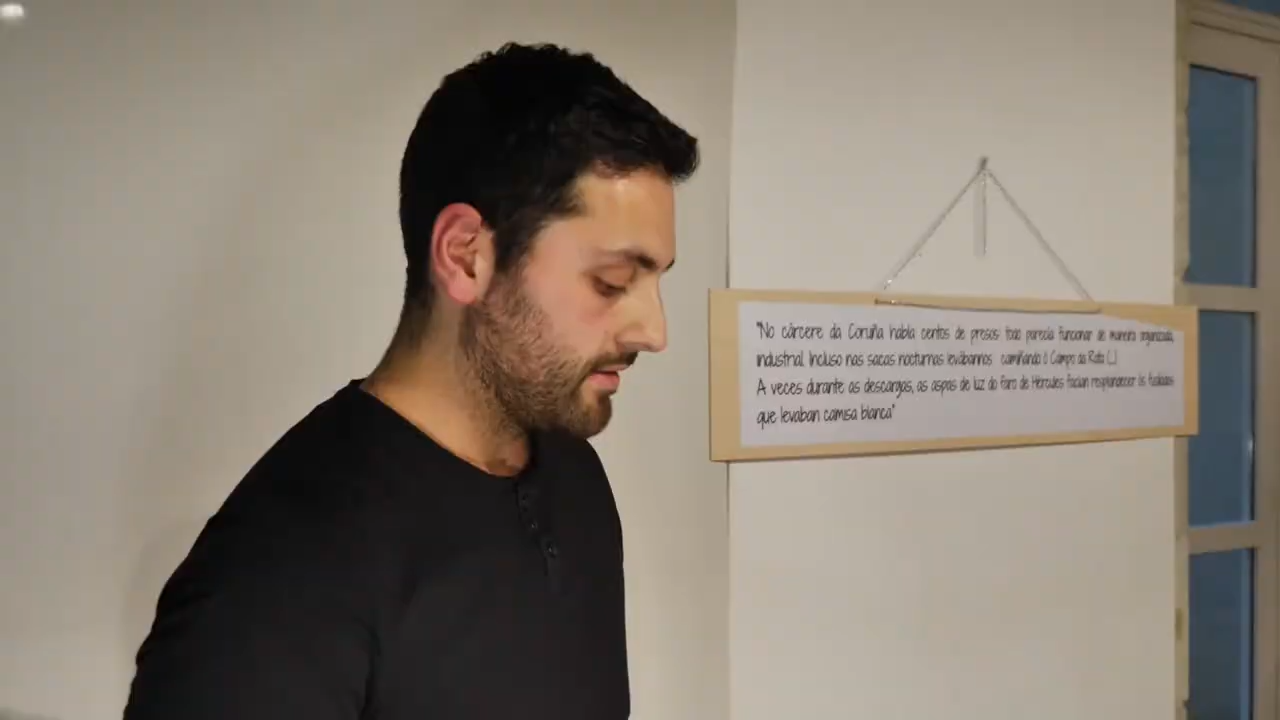 "No cárcere da Coruña había centos de presos: todo parecía funcionar de maneira organizada,
industrial. Incluso nas sacas nocturnas levábannos camiñando ó Campo da Rata (...)
A veces durante as descargas, as aspas de luz do faro de Hércules facían resplandecer ós fusilados
que levaban camisa blanca"